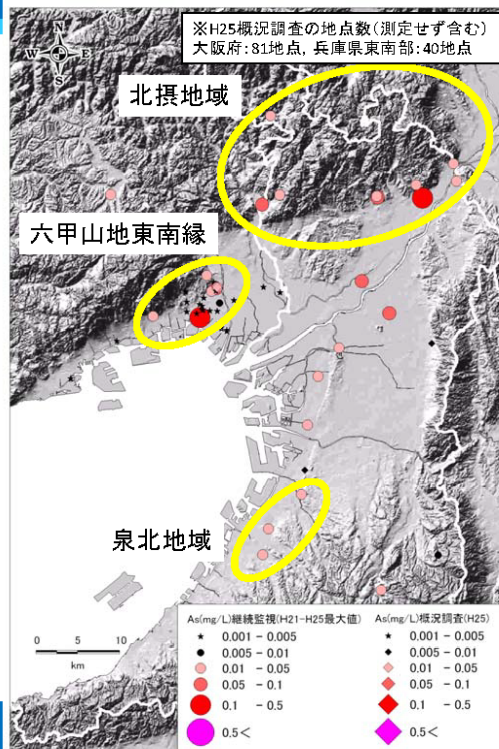 ※H25概況調査の地点数(測定せず含む)
大阪府:81地点, 兵庫県東南部:40地点
N
W E
S
北摂地域
六甲山地東南縁
泉北地域
0 5 10
km
As(mg/L)継続監視(H21-H25最大値)
0.001 - 0.005
0.005 - 0.01
0.01 - 0.05
0.05 - 0.1
0.1 - 0.5
0.5<
As(mg/L)概況調査(H25)
0.001 - 0.005
0.005 - 0.01
0.01 - 0.05
0.05 - 0.1
0.1 - 0.5
0.5<